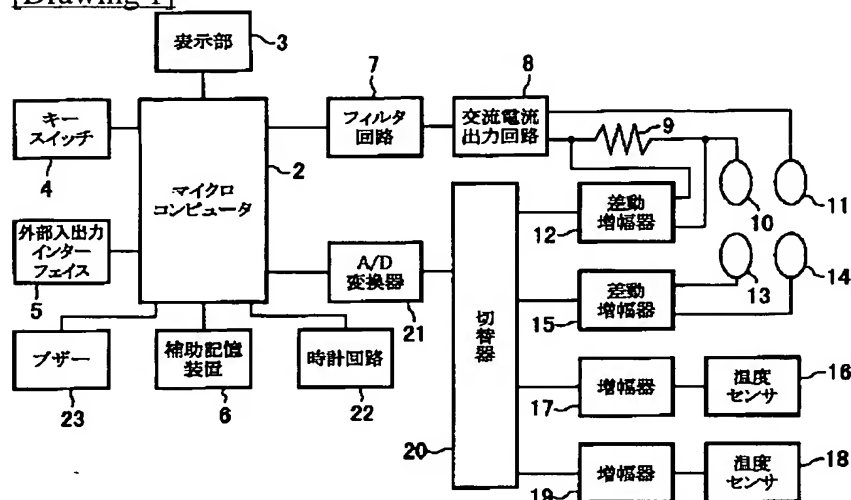 [Drawing 1]
表示部
3
7
8
キー
スイッチ
4
フィルタ
回路
交流電流
出力回路
9
2
マイクロ
コンピュータ
外部入出力
インター
フェイス
5
差動
増幅器
12
10
11
A/D
変換器
21
差動
増幅器
15
13
14
切
替
器
20
ブザー
23
補助記憶
装置
6
時計回路
22
増幅器
17
温度
センサ
16
増幅器
19
温度
センサ
18